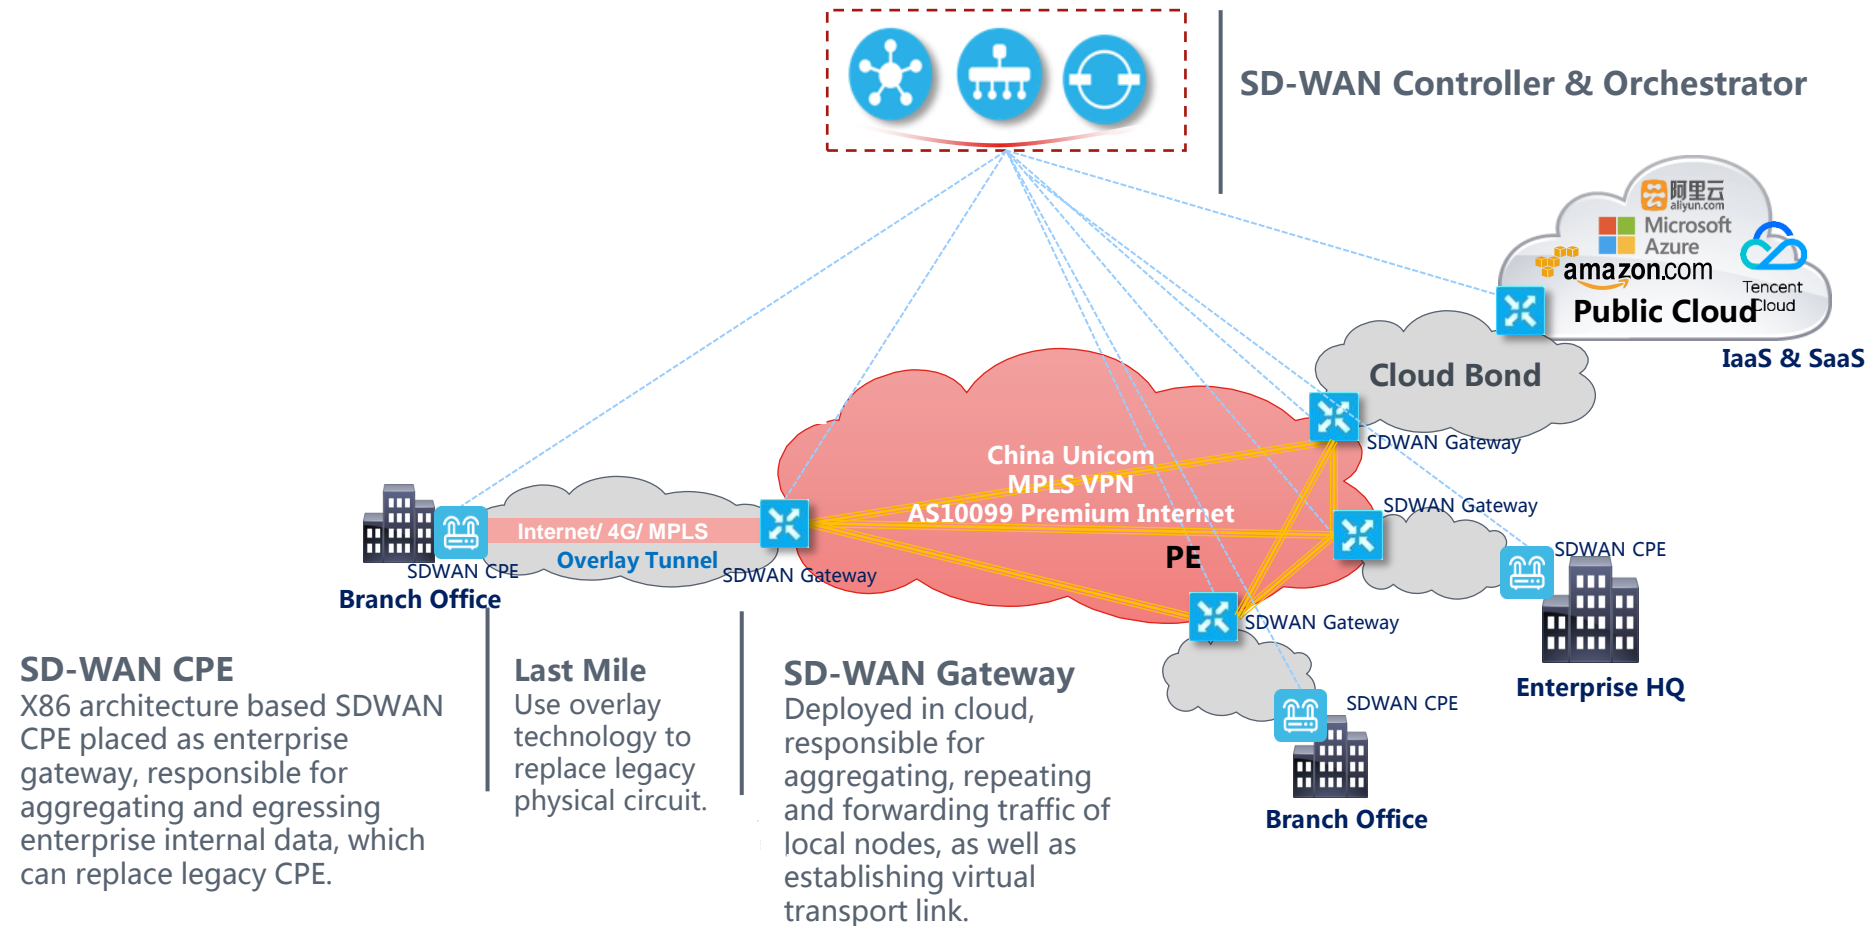 SD-WAN Controller & Orchestrator
阿里云
aliyun.com
Microsoft
Azure
amazon.com
Tencent
Cloud
Public Cloud
IaaS & SaaS
Cloud Bond
SDWAN Gateway
China Unicom
MPLS VPN
AS10099 Premium Internet
PE
SDWAN Gateway
Internet/ 4G/ MPLS
Overlay Tunnel
SDWAN CPE
SDWAN Gateway
Branch Office
SDWAN CPE
SDWAN Gateway
Enterprise HQ
SDWAN CPE
Branch Office
SD-WAN CPE
X86 architecture based SDWAN
CPE placed as enterprise
gateway, responsible for
aggregating and egressing
enterprise internal data, which
can replace legacy CPE.
Last Mile
Use overlay
technology to
replace legacy
physical circuit.
SD-WAN Gateway
Deployed in cloud,
responsible for
aggregating, repeating
and forwarding traffic of
local nodes, as well as
establishing virtual
transport link.